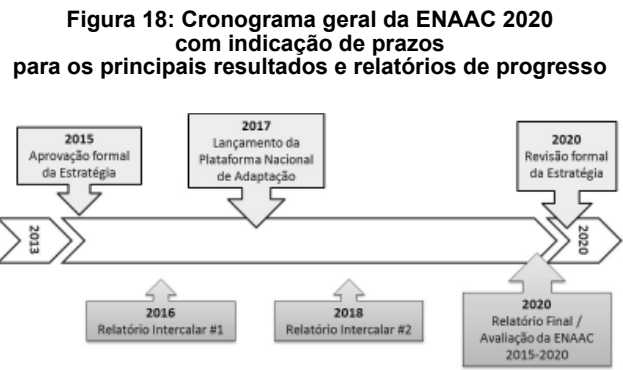 Figura 18: Cronograma geral da ENAAC 2020
com indicação de prazos
para os principais resultados e relatórios de progresso
2015
Aprovação formal
da Estratégia
2017
Lançamento da
Plataforma Nacional
de Adaptação
2020
Revisão formal
da Estratégia
2013
2020
2016
Relatório Intercalar #1
2018
Relatório Intercalar #2
2020
Relatório Final /
Avaliação da ENAAC
2015-2020